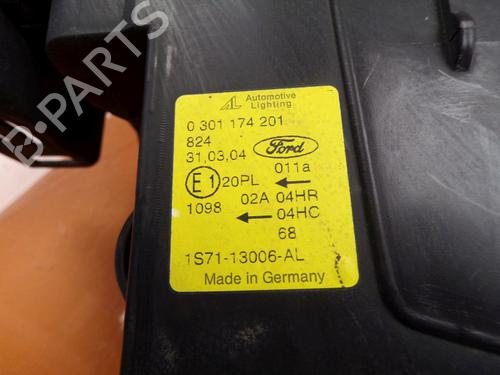 AL Automotive Lighting
0 301 174 201
824
31,03,04 Ford
011a
E1 20PL
02A 04HR
1098 04HC
68
1S71-13006-AL
Made in Germany
B-PARTS